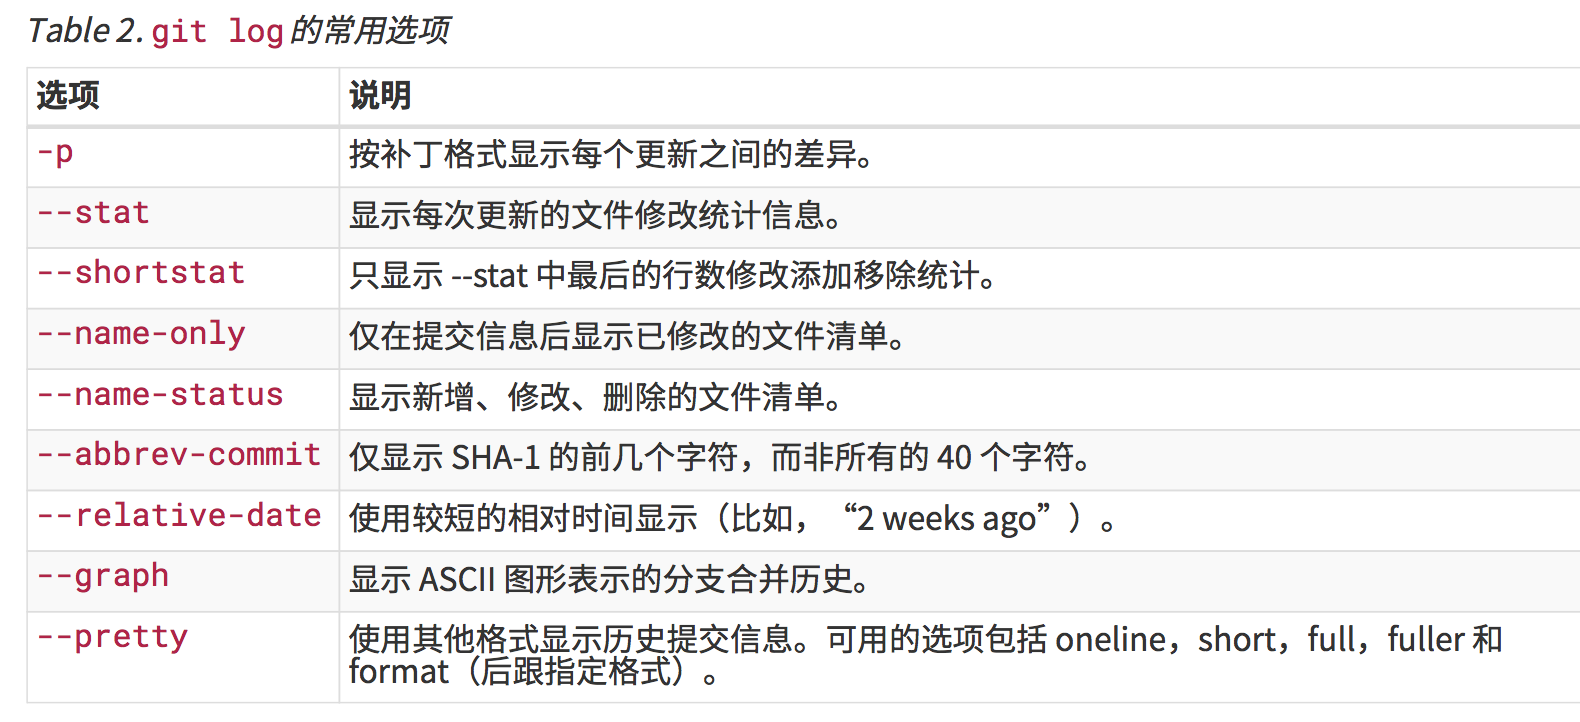 Table 2. git log 的常用选项
选项 说明
-p 按补丁格式显示每个更新之间的差异。
--stat 显示每次更新的文件修改统计信息。
--shortstat 只显示 --stat 中最后的行数修改添加移除统计。
--name-only 仅在提交信息后显示已修改的文件清单。
--name-status 显示新增、修改、删除的文件清单。
--abbrev-commit 仅显示 SHA-1 的前几个字符，而非所有的 40 个字符。
--relative-date 使用较短的相对时间显示（比如，“2 weeks ago”）。
--graph 显示 ASCII 图形表示的分支合并历史。
--pretty 使用其他格式显示历史提交信息。可用的选项包括 oneline，short，full，fuller 和
format（后跟指定格式）。